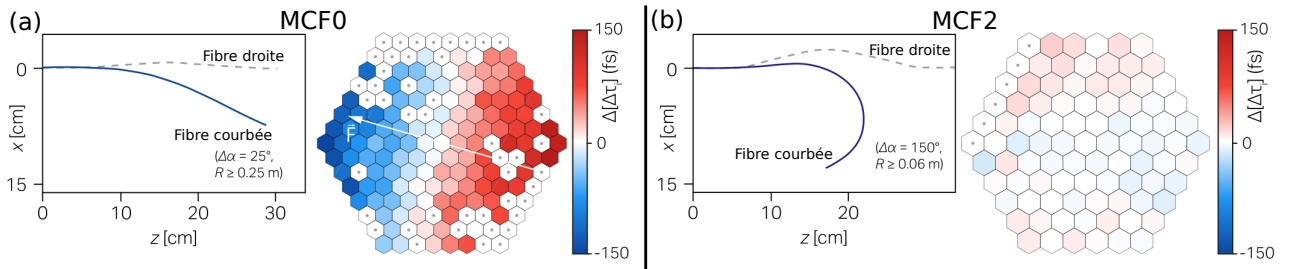 (a)
MCF0
Fibre droite
Fibre courbée
(Δα = 25°,
R ≥ 0.25 m)
x [cm]
0
15
0
10
20
30
z [cm]
F
150
0
-150
Δ[Δτ] (fs)
(b)
MCF2
Fibre droite
Fibre courbée
(Δα = 150°,
R ≥ 0.06 m)
x [cm]
0
15
0
10
20
z [cm]
150
0
-150
Δ[Δτ] (fs)